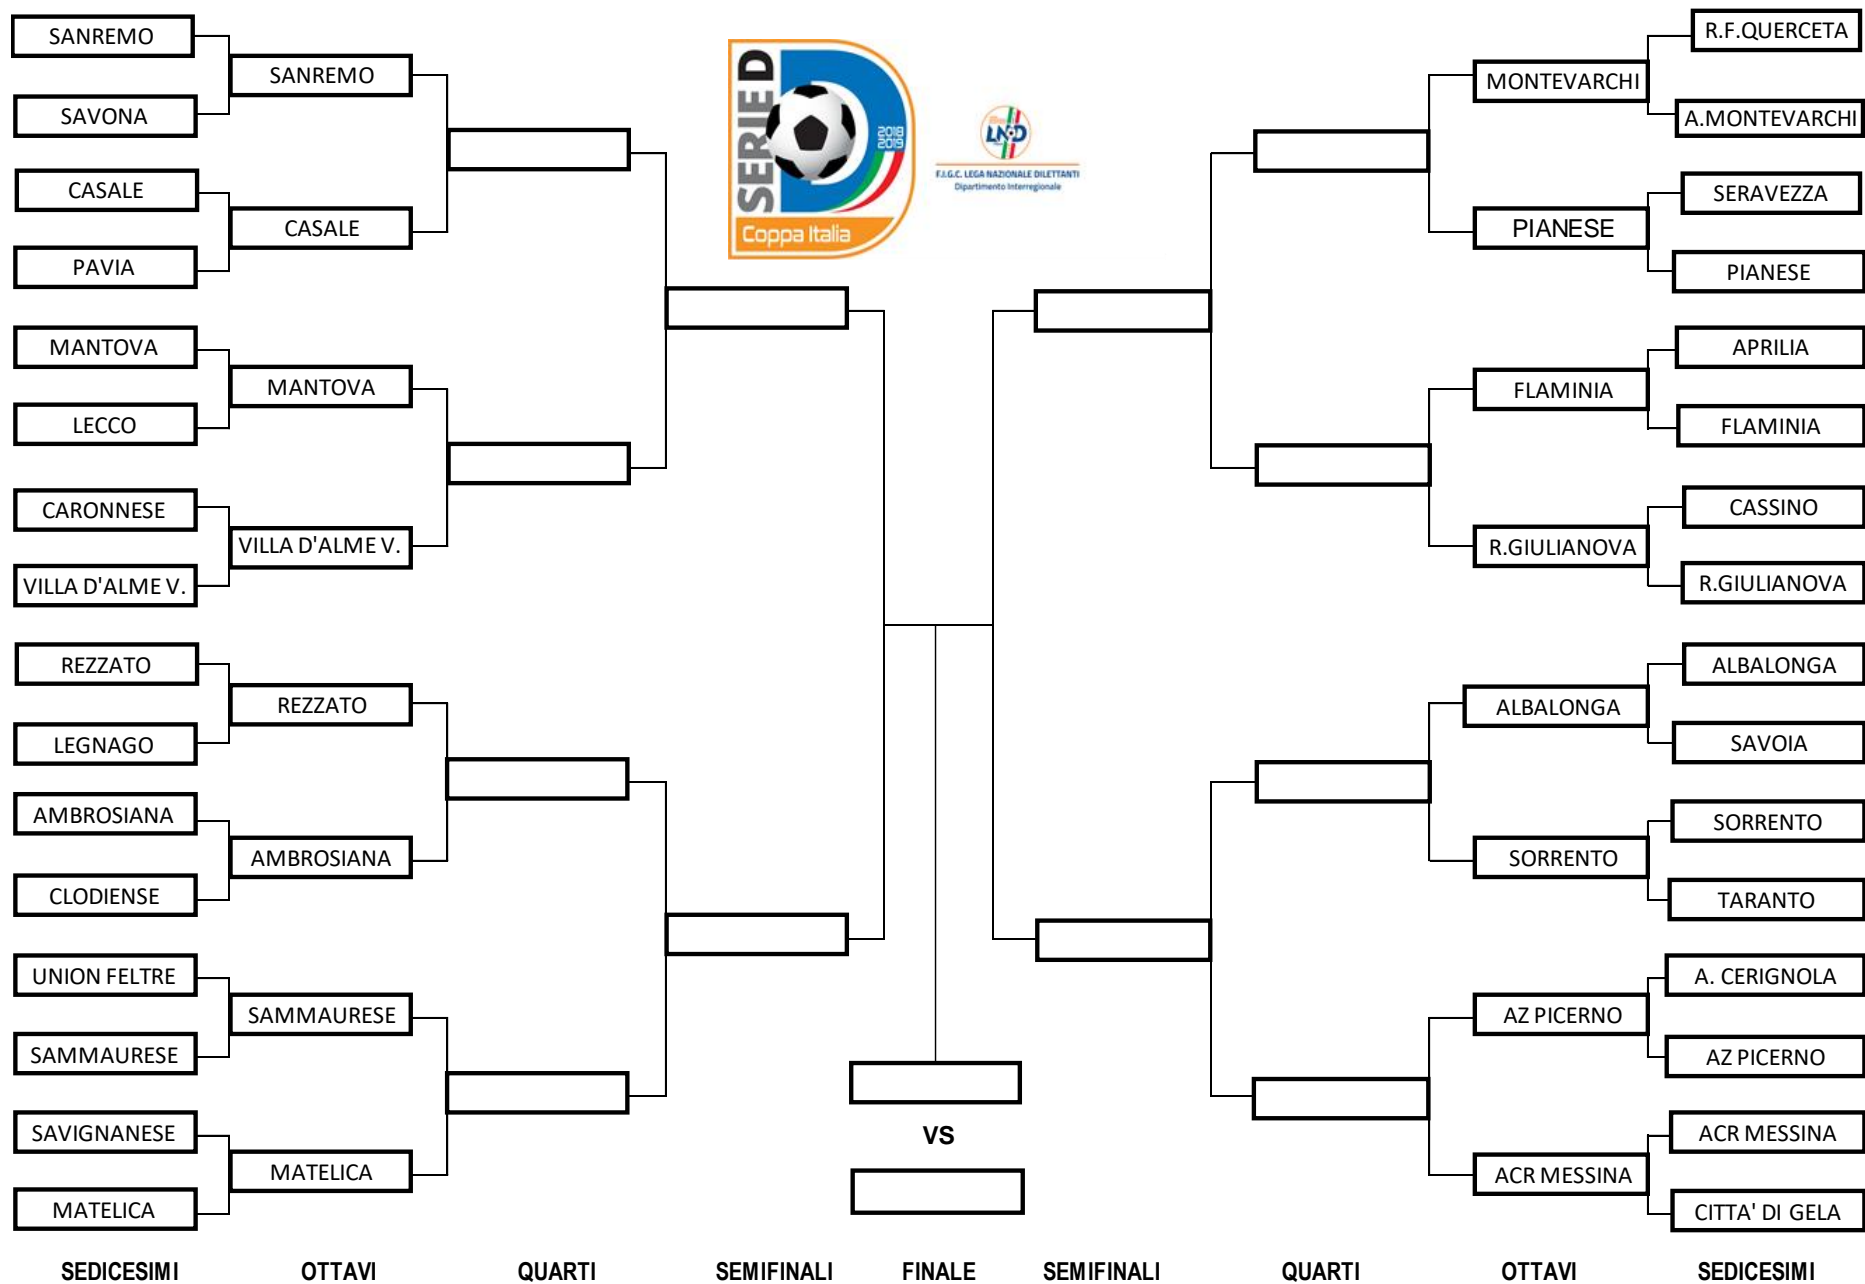 SANREMO
SAVONA
CASALE
PAVIA
MANTOVA
LECCO
CARONNESE
VILLA D'ALME V.
REZZATO
LEGNAGO
AMBROSIANA
CLODIENSE
UNION FELTRE
SAMMAURESE
SAVIGNANESE
MATELICA
SEDICESIMI
SANREMO
CASALE
MANTOVA
VILLA D'ALME V.
REZZATO
AMBROSIANA
SAMMAURESE
MATELICA
OTTAVI
QUARTI
SEMIFINALI
SERIE D
2018
2019
Coppa Italia
LND
F.I.G.C. LEGA NAZIONALE DILETTANTI
Dipartimento Interregionale
VS
FINALE
SEMIFINALI
QUARTI
MONTEVARCHI
PIANESE
FLAMINIA
R.GIULIANOVA
ALBALONGA
SORRENTO
AZ PICERNO
ACR MESSINA
OTTAVI
R.F.QUERCETA
A.MONTEVARCHI
SERAVEZZA
PIANESE
APRILIA
FLAMINIA
CASSINO
R.GIULIANOVA
ALBALONGA
SAVOIA
SORRENTO
TARANTO
A. CERIGNOLA
AZ PICERNO
ACR MESSINA
CITTA' DI GELA
SEDICESIMI